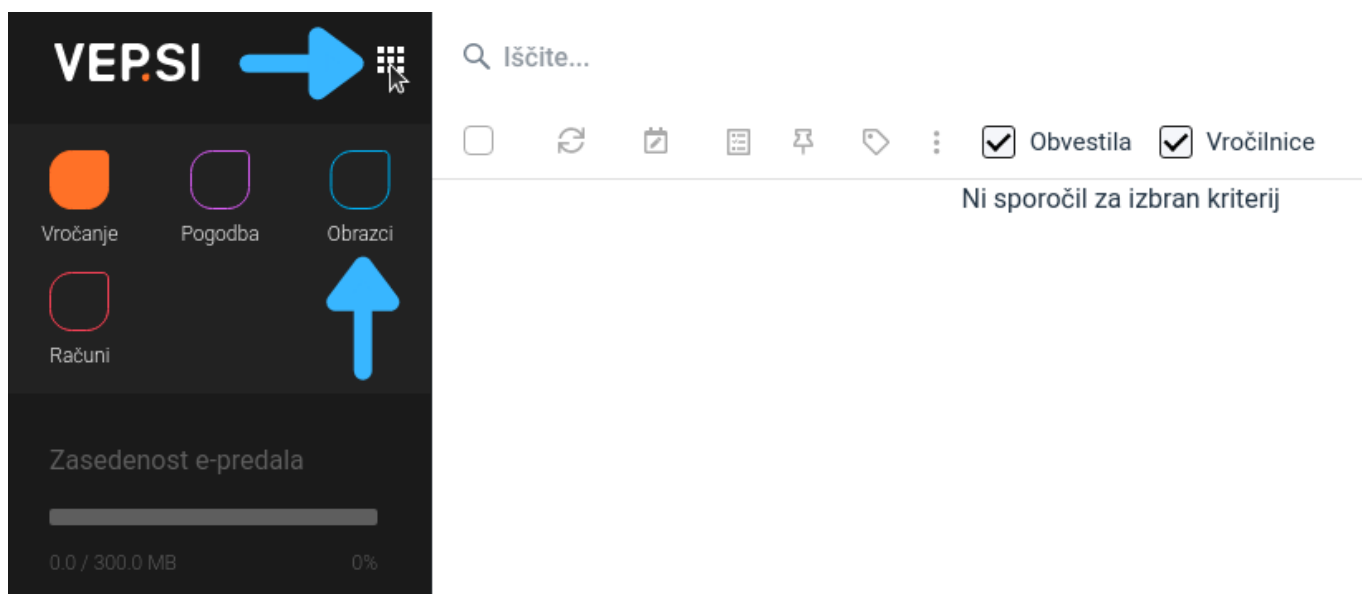 VEP.SI
Iščite...
Obvestila
Vročilnice
Ni sporočil za izbran kriterij
Vročanje
Pogodba
Obrazci
Računi
Zasedenost e-predala
0.0 / 300.0 MB
0%